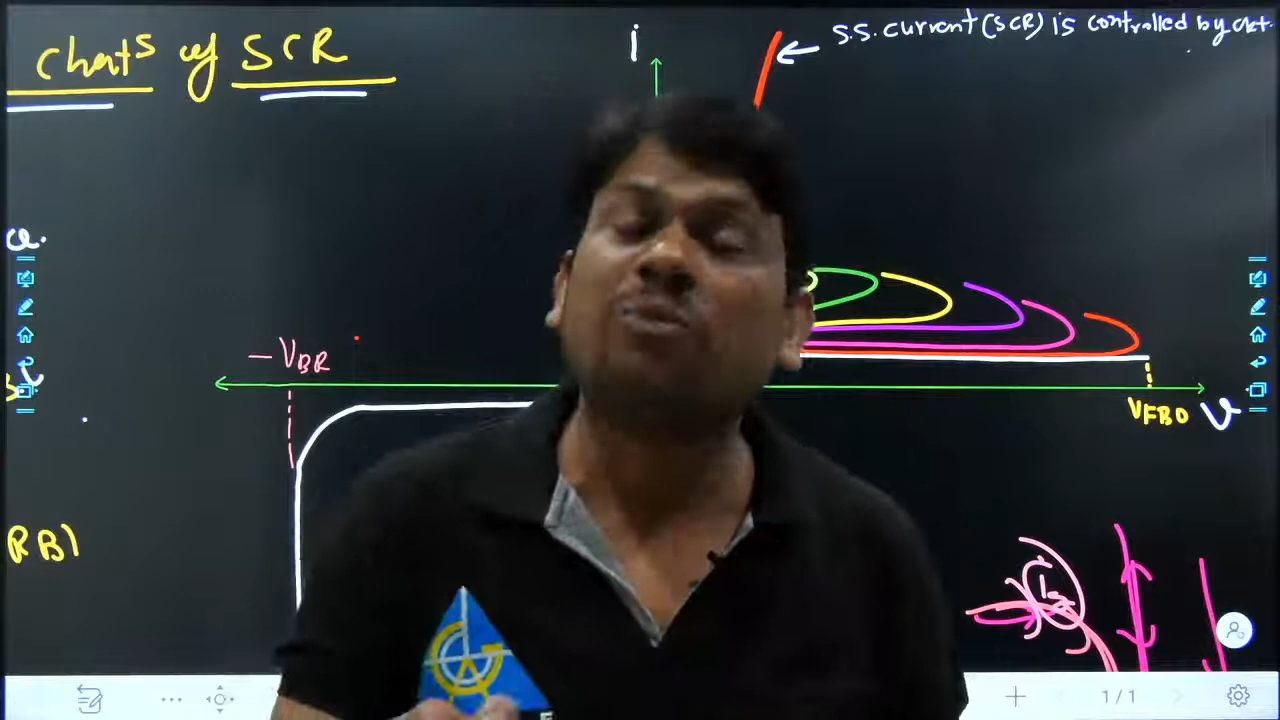 Chats of SCR
i
S.S. current (SCR) is controlled by ckt
-VBR
VFBO
V
RB)
1/1